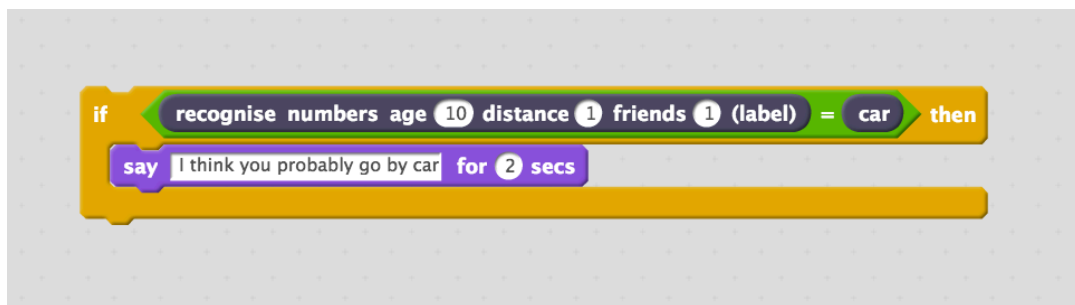 if recognise numbers age 10 distance 1 friends 1 (label) = car then
say I think you probably go by car for 2 secs